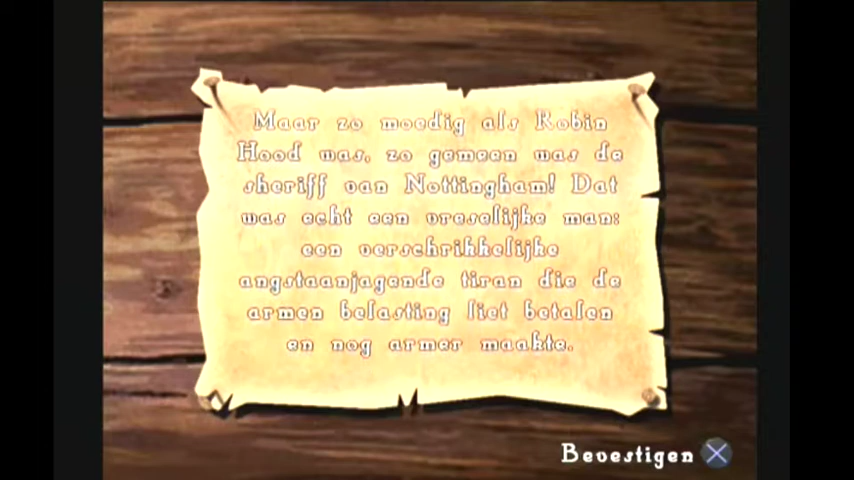 Maar zo moedig als Robin
Hood was, zo gemeen was de
sheriff van Nottingham! Dat
was echt een vreselijke man:
een verschrikkelijke
angstaanjagende tiran die de
armen belasting liet betalen
en nog armer maakte.
Bevestigen